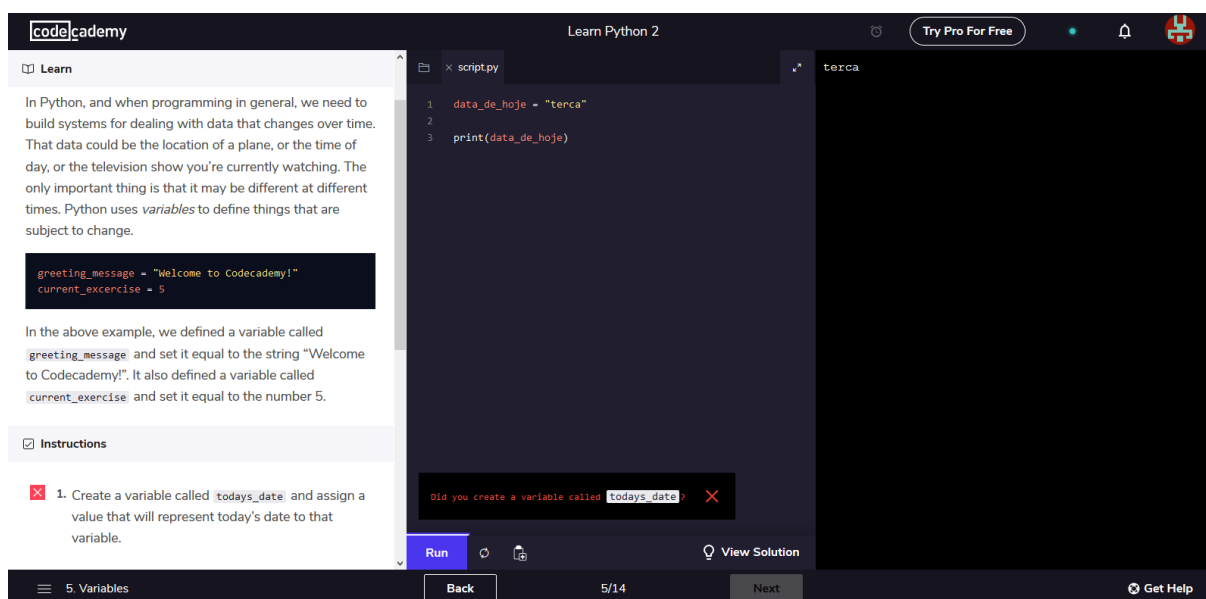 codecademy
Learn Python 2
Try Pro For Free
Learn
In Python, and when programming in general, we need to
build systems for dealing with data that changes over time.
That data could be the location of a plane, or the time of
day, or the television show you're currently watching. The
only important thing is that it may be different at different
times. Python uses variables to define things that are
subject to change.
greeting_message = "Welcome to Codecademy!"
current_excercise = 5
In the above example, we defined a variable called
greeting_message and set it equal to the string “Welcome
to Codecademy!”. It also defined a variable called
current_exercise and set it equal to the number 5.
Instructions
1. Create a variable called todays_date and assign a
value that will represent today's date to that
variable.
script.py
1 data_de_hoje = "terca"
2
3 print(data_de_hoje)
Did you create a variable called todays_date?
Run
View Solution
terca
5. Variables
Back
5/14
Next
Get Help